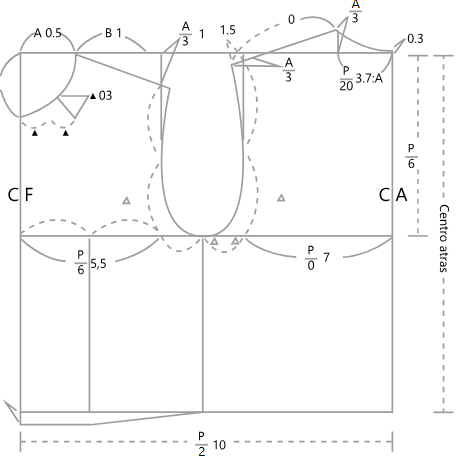 A 0.5
B 1
A/3 1
1.5
0
A/3
0.3
A/3
P/20 3.7:A
▲ 03
P/6
C F
C A
Centro atras
P/6 5,5
P/0 7
P/2 10